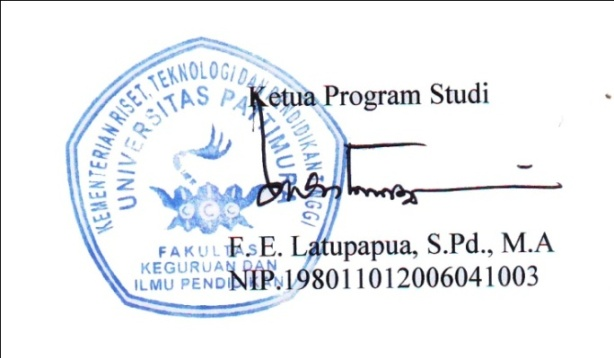 KEMENTERIAN RISET, TEKNOLOGI DAN PENDIDIKAN TINGGI
UNIVERSITAS PATTIMURA
Ketua Program Studi
FAKULTAS
KEGURUAN DAN
ILMU PENDIDIKAN
F. E. Latupapua, S.Pd., M.A
NIP.198011012006041003